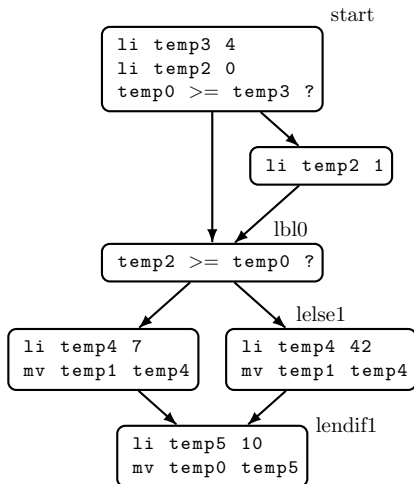 start
li temp3 4
li temp2 0
temp0 >= temp3 ?
li temp2 1
lbl0
temp2 >= temp0 ?
li temp4 7
mv temp1 temp4
lelse1
li temp4 42
mv temp1 temp4
lendif1
li temp5 10
mv temp0 temp5